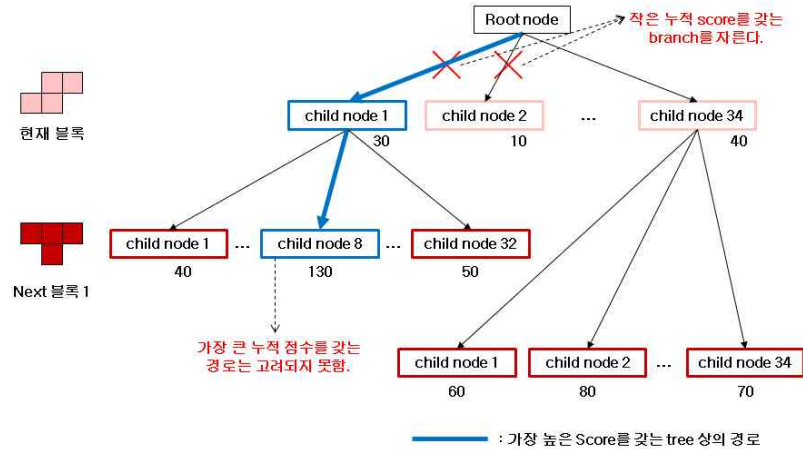 Root node
작은 누적 score를 갖는
branch를 자른다.
현재 블록
child node 1
child node 2
...
child node 34
30
10
40
Next 블록 1
child node 1
...
child node 8
...
child node 32
40
130
50
가장 큰 누적 점수를 갖는
경로는 고려되지 못함.
child node 1
child node 2
...
child node 34
60
80
70
: 가장 높은 Score를 갖는 tree 상의 경로